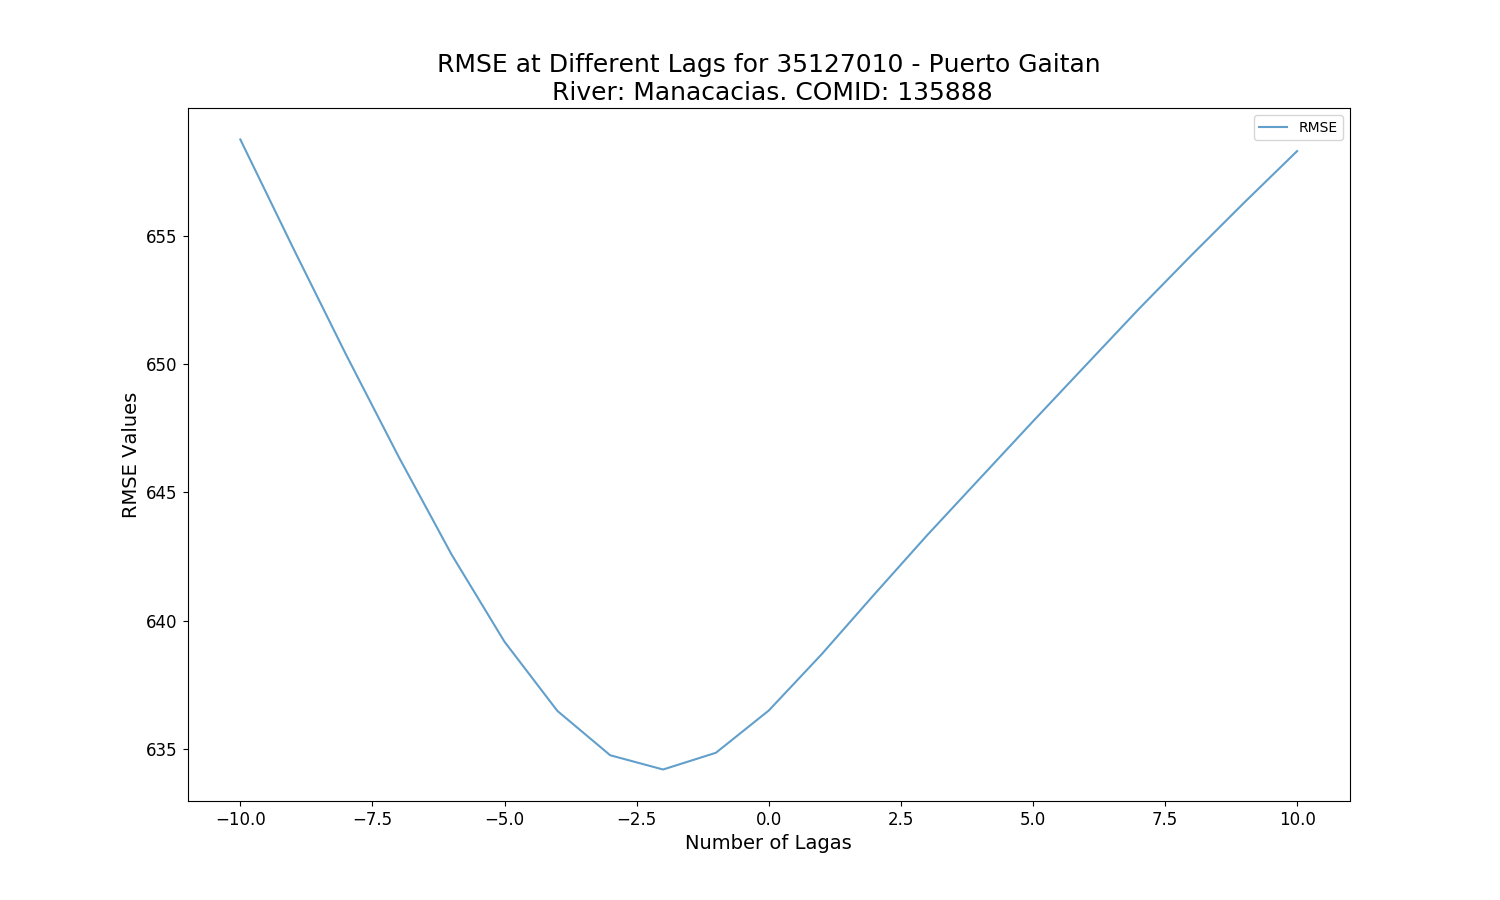 RMSE at Different Lags for 35127010 - Puerto Gaitan
River: Manacacias. COMID: 135888
RMSE
655
650
645
640
635
RMSE Values
−10.0
−7.5
−5.0
−2.5
0.0
2.5
5.0
7.5
10.0
Number of Lagas